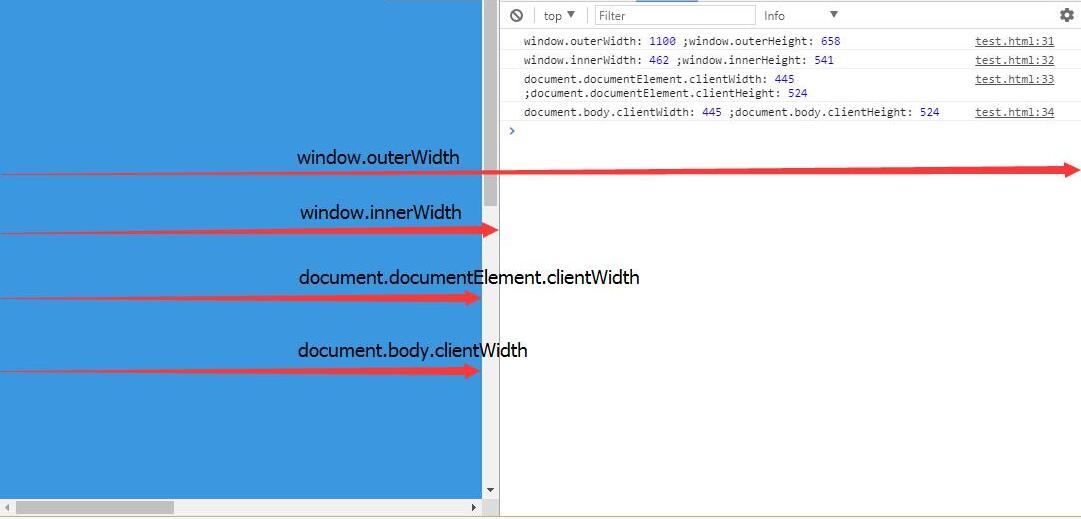 top
Filter
Info
window.outerWidth: 1100 ;window.outerHeight: 658 test.html:31
window.innerWidth: 462 ;window.innerHeight: 541 test.html:32
document.documentElement.clientWidth: 445 test.html:33
;document.documentElement.clientHeight: 524
document.body.clientWidth: 445 ;document.body.clientHeight: 524 test.html:34
window.outerWidth
window.innerWidth
document.documentElement.clientWidth
document.body.clientWidth